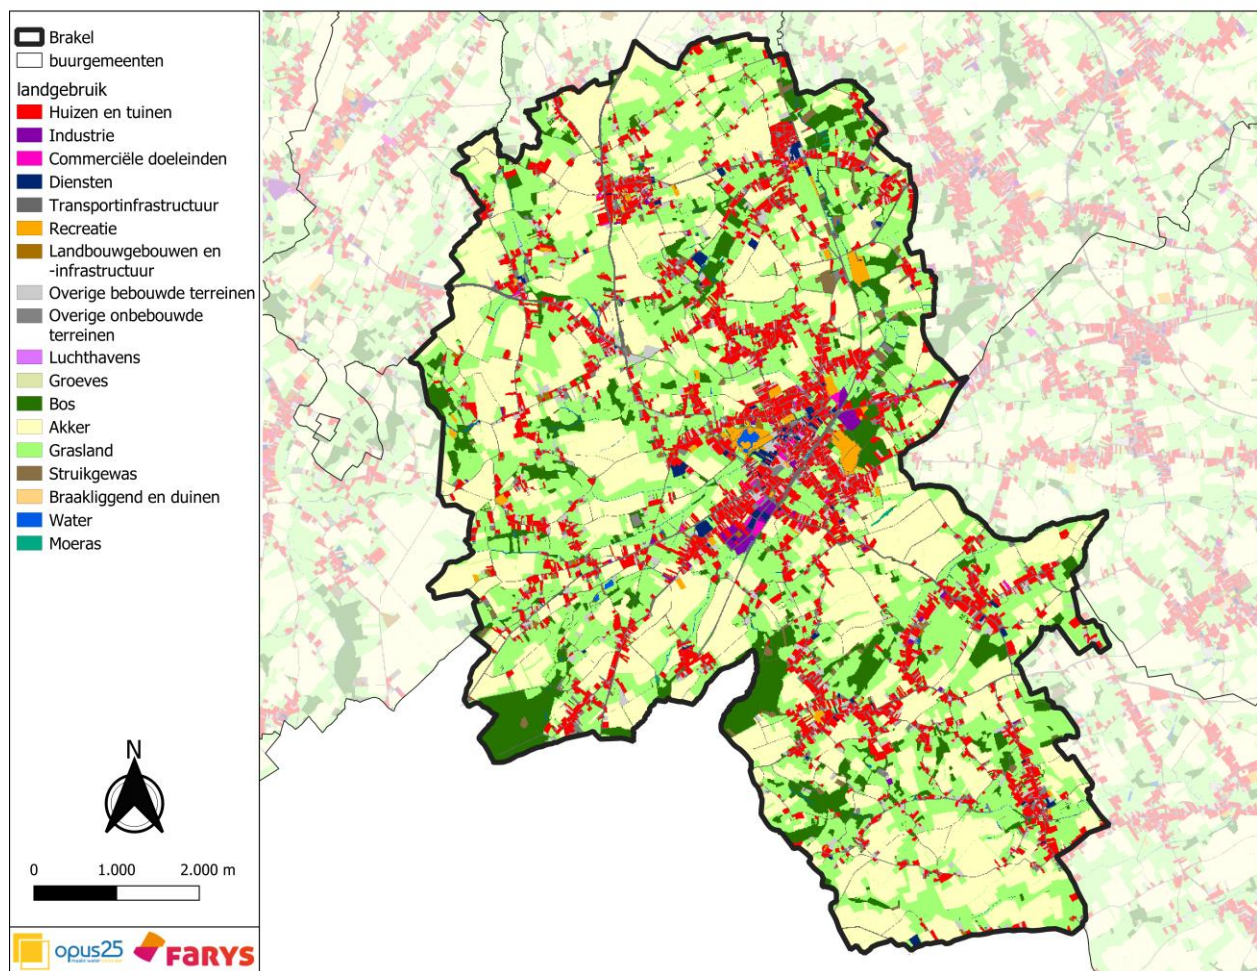 Brakel
buurgemeenten
landgebruik
Huizen en tuinen
Industrie
Commerciële doeleinden
Diensten
Transportinfrastructuur
Recreatie
Landbouwgebouwen en
-infrastructuur
Overige bebouwde terreinen
Overige onbebouwde
terreinen
Luchthavens
Groeves
Bos
Akker
Grasland
Struikgewas
Braakliggend en duinen
Water
Moeras
N
0 1.000 2.000 m
opus25
FARYS